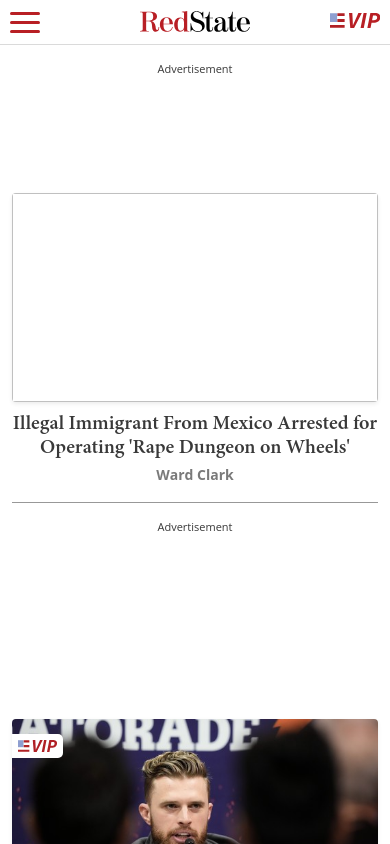 RedState
VIP
Advertisement
Illegal Immigrant From Mexico Arrested for
Operating 'Rape Dungeon on Wheels'
Ward Clark
Advertisement
ATORADE
VIP